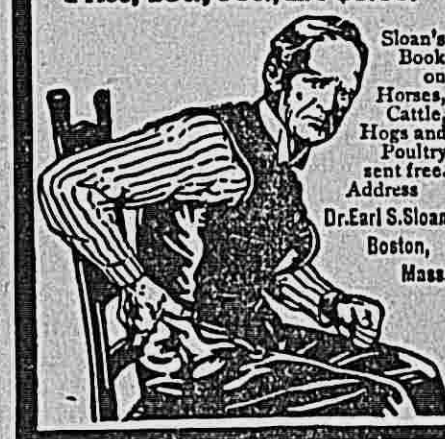 Sloan's
Book
on
Horses,
Cattle,
Hogs and
Poultry
sent free.
Address
Dr. Earl S. Sloan
Boston,
Mass